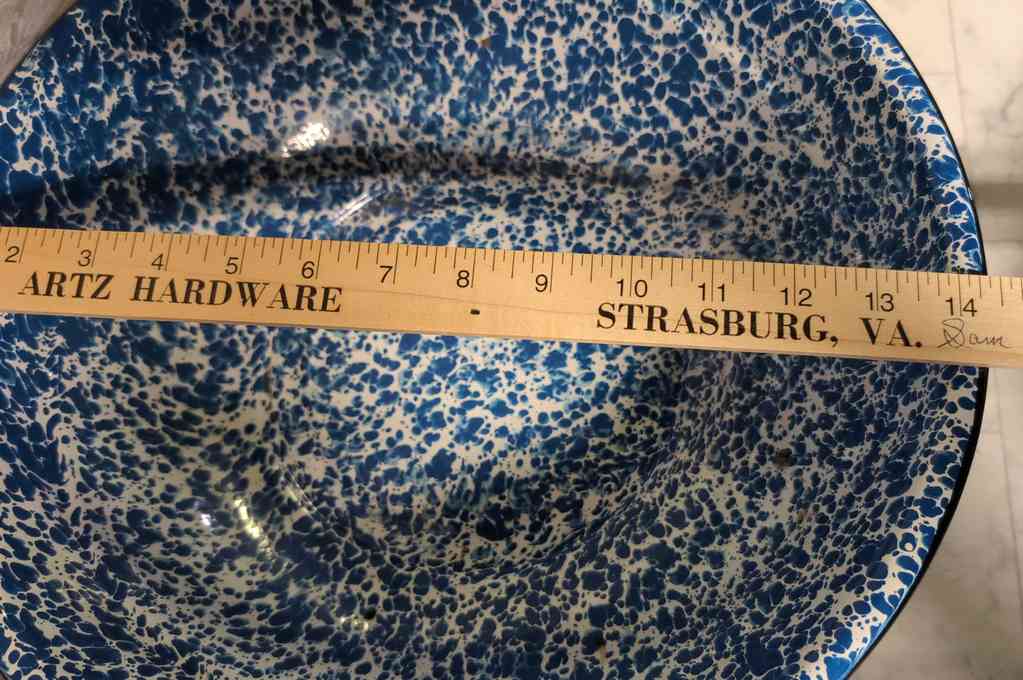 2 3 4 5 6 7 8 9 10 11 12 13 14
ARTZ HARDWARE STRASBURG, VA. Sam